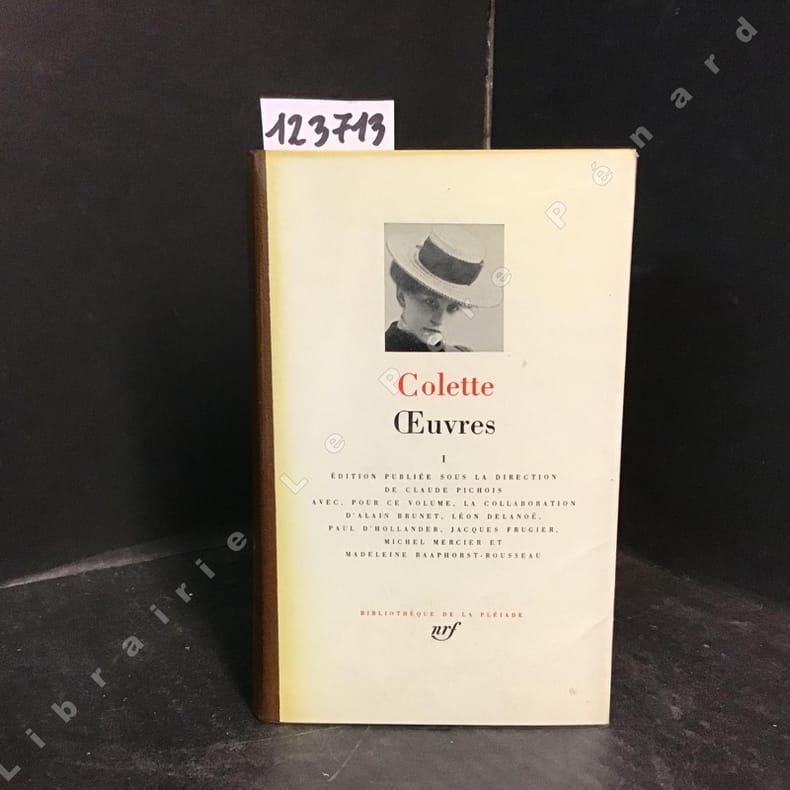 123713
Colette
Œuvres
I
ÉDITION PUBLIÉE SOUS LA DIRECTION
DE CLAUDE PICHOIS
AVEC, POUR CE VOLUME, LA COLLABORATION
D'ALAIN BRUNET, LÉON DELANOË,
PAUL D'HOLLANDER, JACQUES FRUGIER,
MICHEL MERCIER ET
MADELEINE RAAPHORST-ROUSSEAU
BIBLIOTHÈQUE DE LA PLÉIADE
nrf
Librairie Le Père Pénard